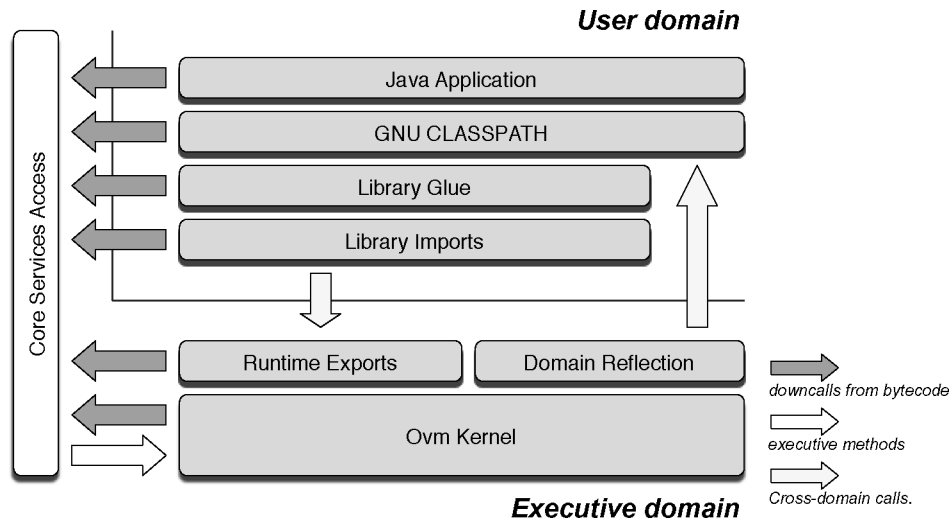 User domain
Core Services Access
Java Application
GNU CLASSPATH
Library Glue
Library Imports
Runtime Exports
Domain Reflection
Ovm Kernel
downcalls from bytecode
executive methods
Cross-domain calls.
Executive domain